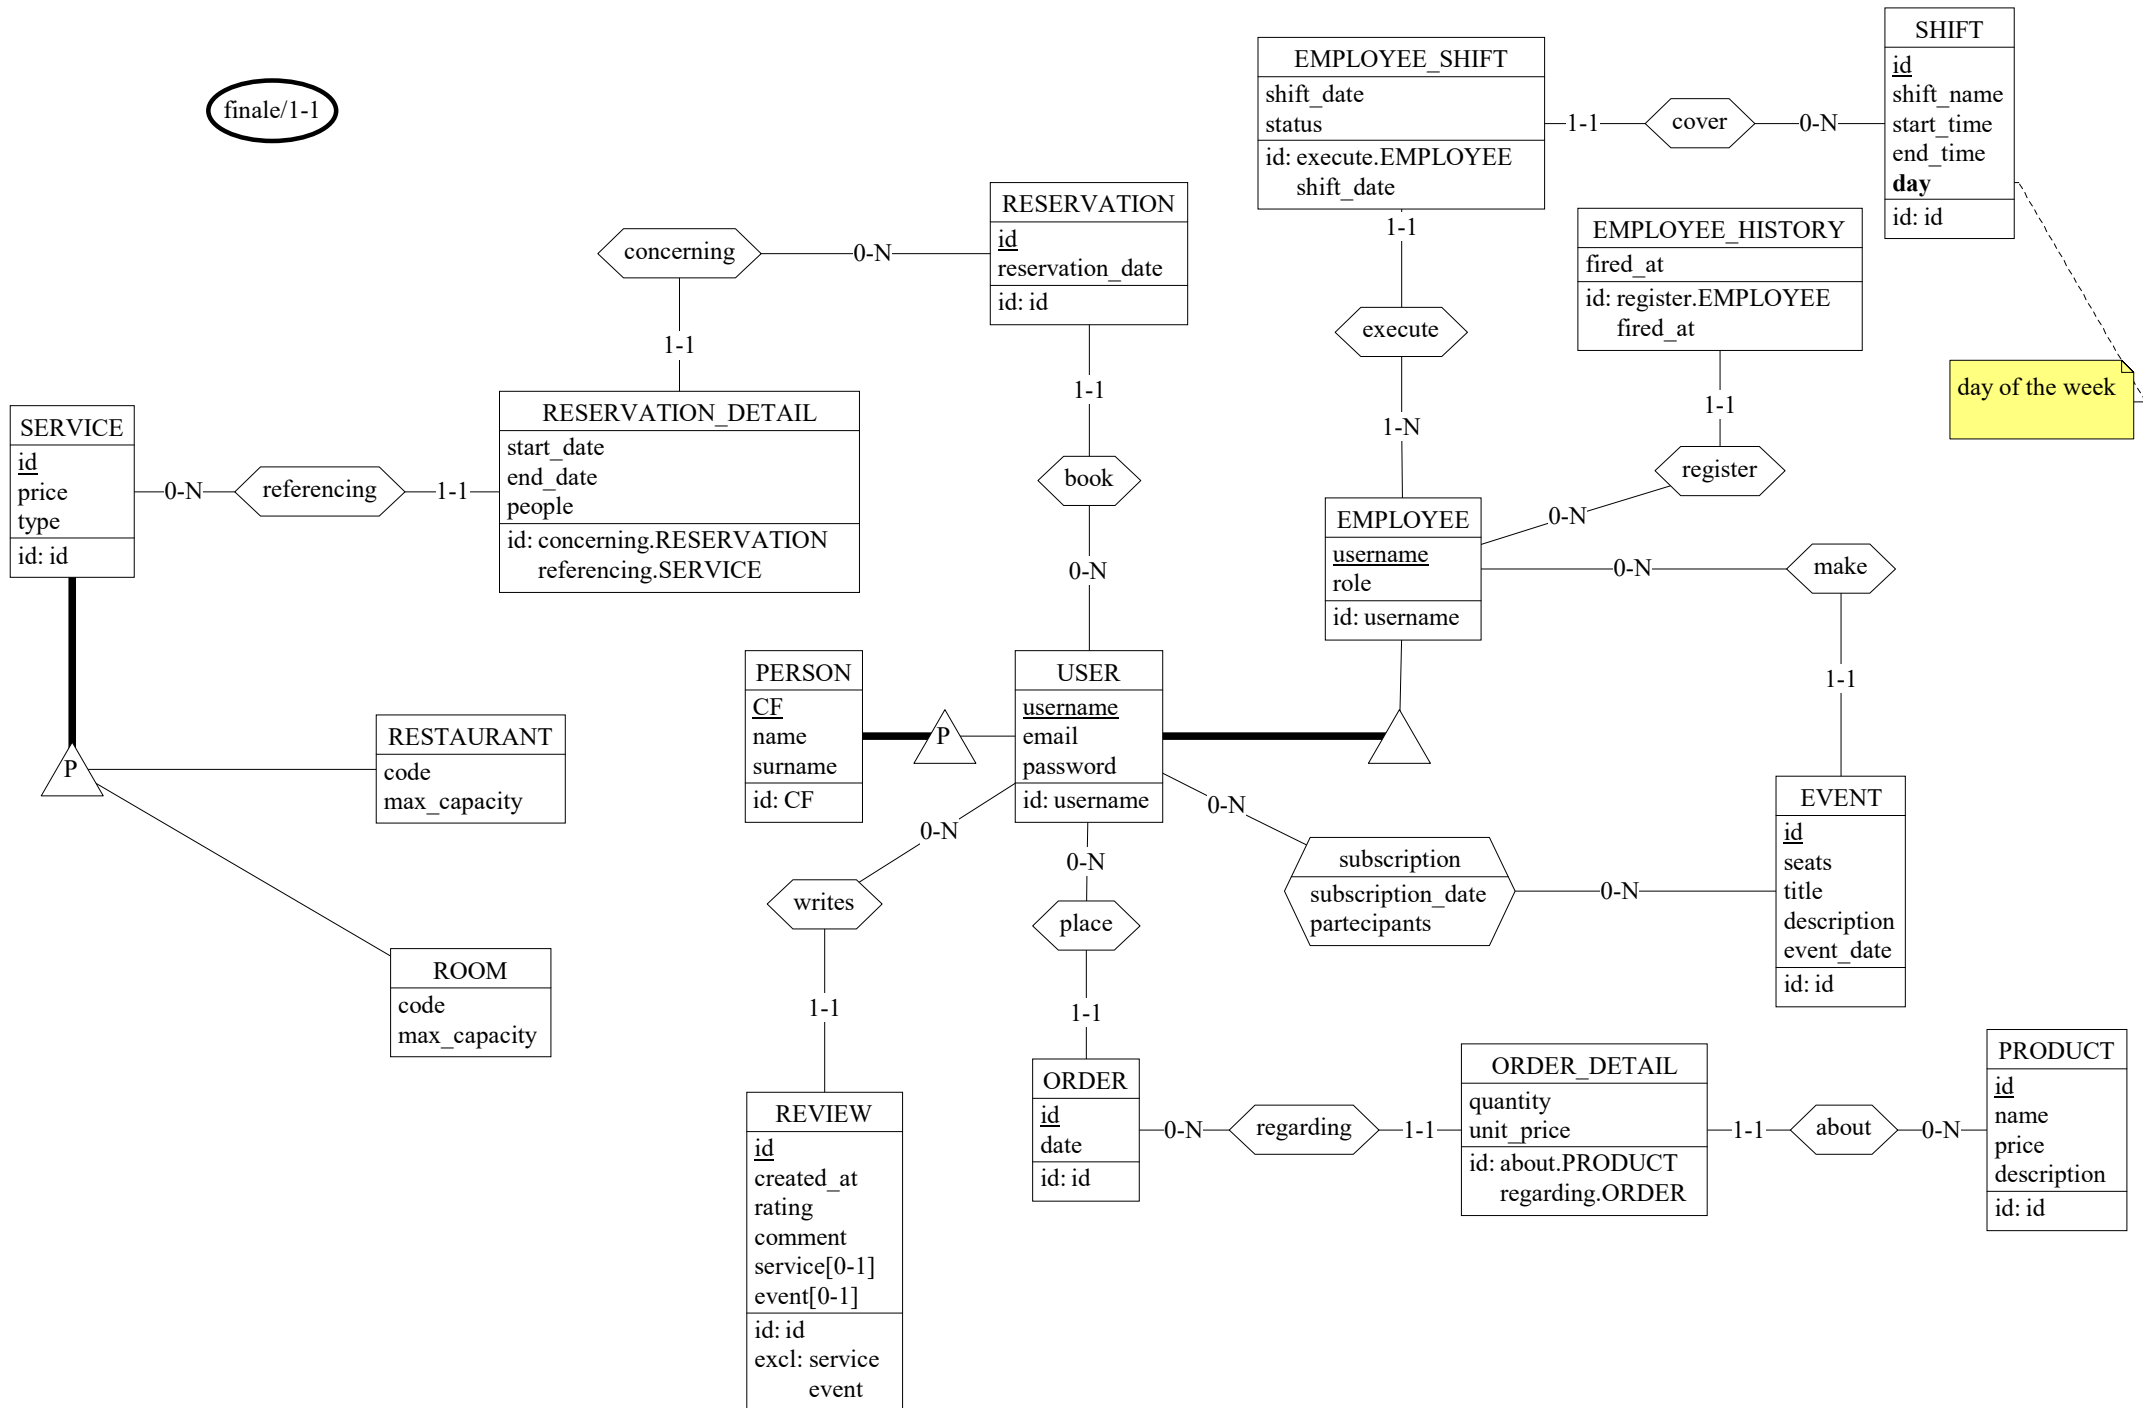 finale/1-1
SHIFT
id
shift_name
start_time
end_time
day
id: id
EMPLOYEE_SHIFT
shift_date
status
id: execute.EMPLOYEE
shift_date
1-1
cover
0-N
day of the week
RESERVATION
id
reservation_date
id: id
concerning
0-N
1-1
EMPLOYEE_HISTORY
fired_at
id: register.EMPLOYEE
fired_at
1-1
execute
1-N
1-1
register
0-N
SERVICE
id
price
type
id: id
0-N
referencing
1-1
RESERVATION_DETAIL
start_date
end_date
people
id: concerning.RESERVATION
referencing.SERVICE
1-1
book
0-N
EMPLOYEE
username
role
id: username
0-N
make
1-1
P
RESTAURANT
code
max_capacity
ROOM
code
max_capacity
PERSON
CF
name
surname
id: CF
P
USER
username
email
password
id: username
0-N
writes
1-1
0-N
place
1-1
0-N
subscription
subscription_date
partecipants
0-N
EVENT
id
seats
title
description
event_date
id: id
REVIEW
id
created_at
rating
comment
service[0-1]
event[0-1]
id: id
excl: service
event
ORDER
id
date
id: id
0-N
regarding
1-1
ORDER_DETAIL
quantity
unit_price
id: about.PRODUCT
regarding.ORDER
1-1
about
0-N
PRODUCT
id
name
price
description
id: id